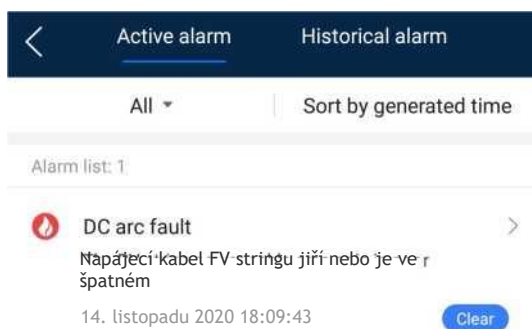 Active alarm Historical alarm
All Sort by generated time
Alarm list: 1
DC arc fault
Napájecí kabel FV stringu jiří nebo je ve
špatném
14. listopadu 2020 18:09:43 Clear